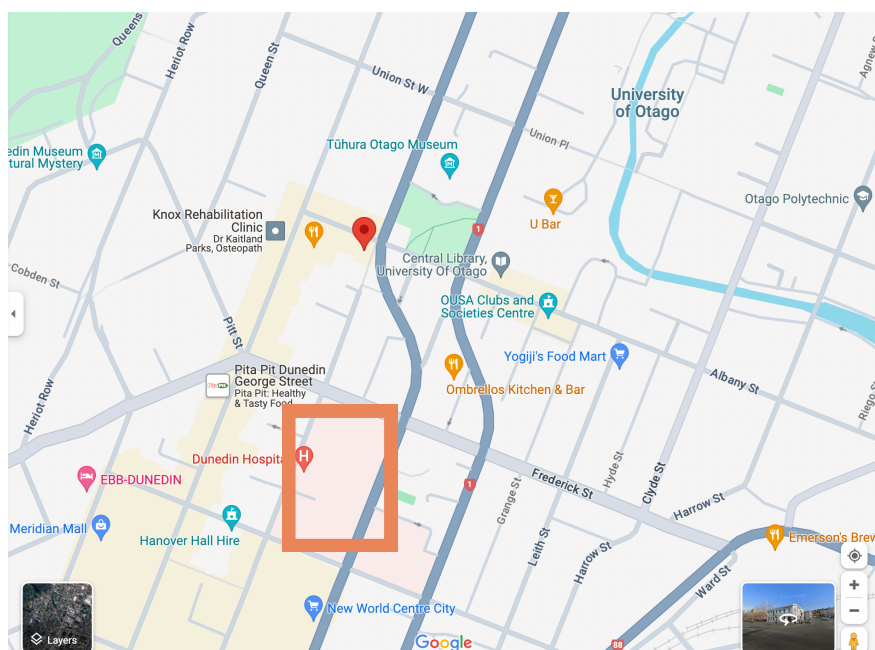 Queens
Heriot Row
Queen St
Union St W
University
of Otago
Agnew S
Union Pl
edin Museum
tural Mystery
Tūhura Otago Museum
Otago Polytechnic
Knox Rehabilitation
Clinic
Dr Kaitland
Parks, Osteopath
U Bar
1
Central Library,
University Of Otago
Cobden St
OUSA Clubs and
Societies Centre
Pitt St
Yogiji's Food Mart
Pita Pit Dunedin
George Street
Pita Pit: Healthy
& Tasty Food
Ombrellos Kitchen & Bar
Albany St
Heriot Row
Riego S
Dunedin Hospita
H
EBB-DUNEDIN
1
Frederick St
Hyde St
Clyde St
Grange St
Harrow St
Meridian Mall
Hanover Hall Hire
Leith St
Harrow St
Emerson's Brew
Ward St
New World Centre City
Layers
Google
88